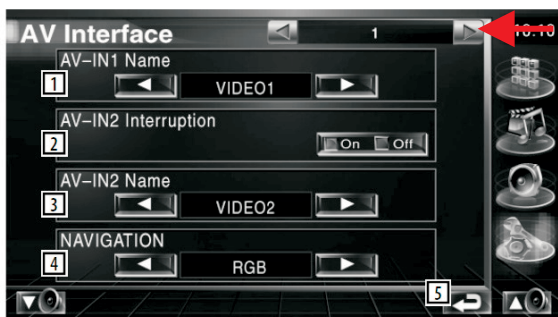 AV Interface
1
AV-IN1 Name
1
VIDEO1
AV-IN2 Interruption
2
On Off
AV-IN2 Name
3
VIDEO2
NAVIGATION
4
RGB
5